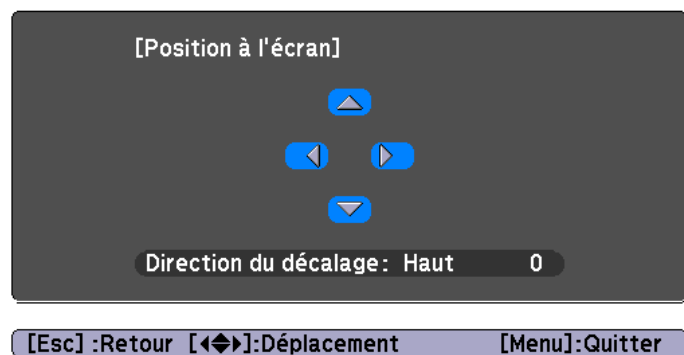 [Position à l'écran]
Direction du décalage: Haut 0
[Esc] :Retour [◀◆▶]:Déplacement [Menu]:Quitter